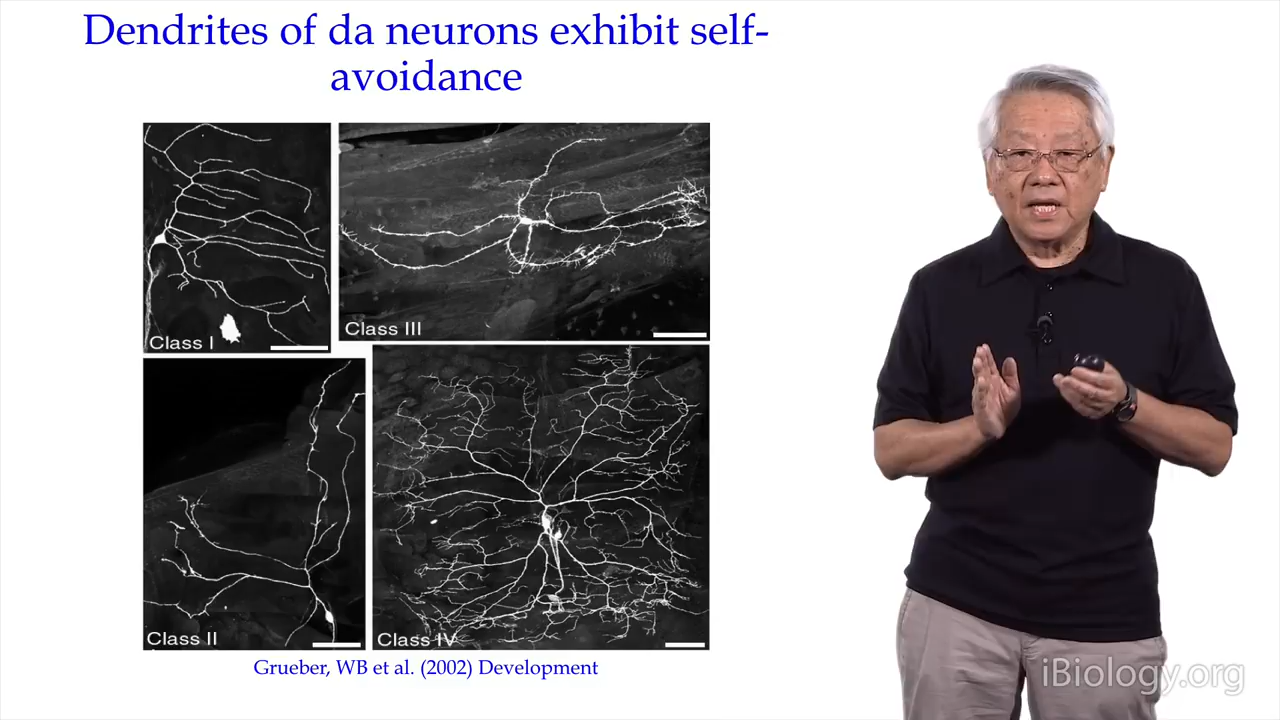 Dendrites of da neurons exhibit self-
avoidance
Class I
Class III
Class II
Class IV
Grueber, WB et al. (2002) Development
iBiology.org